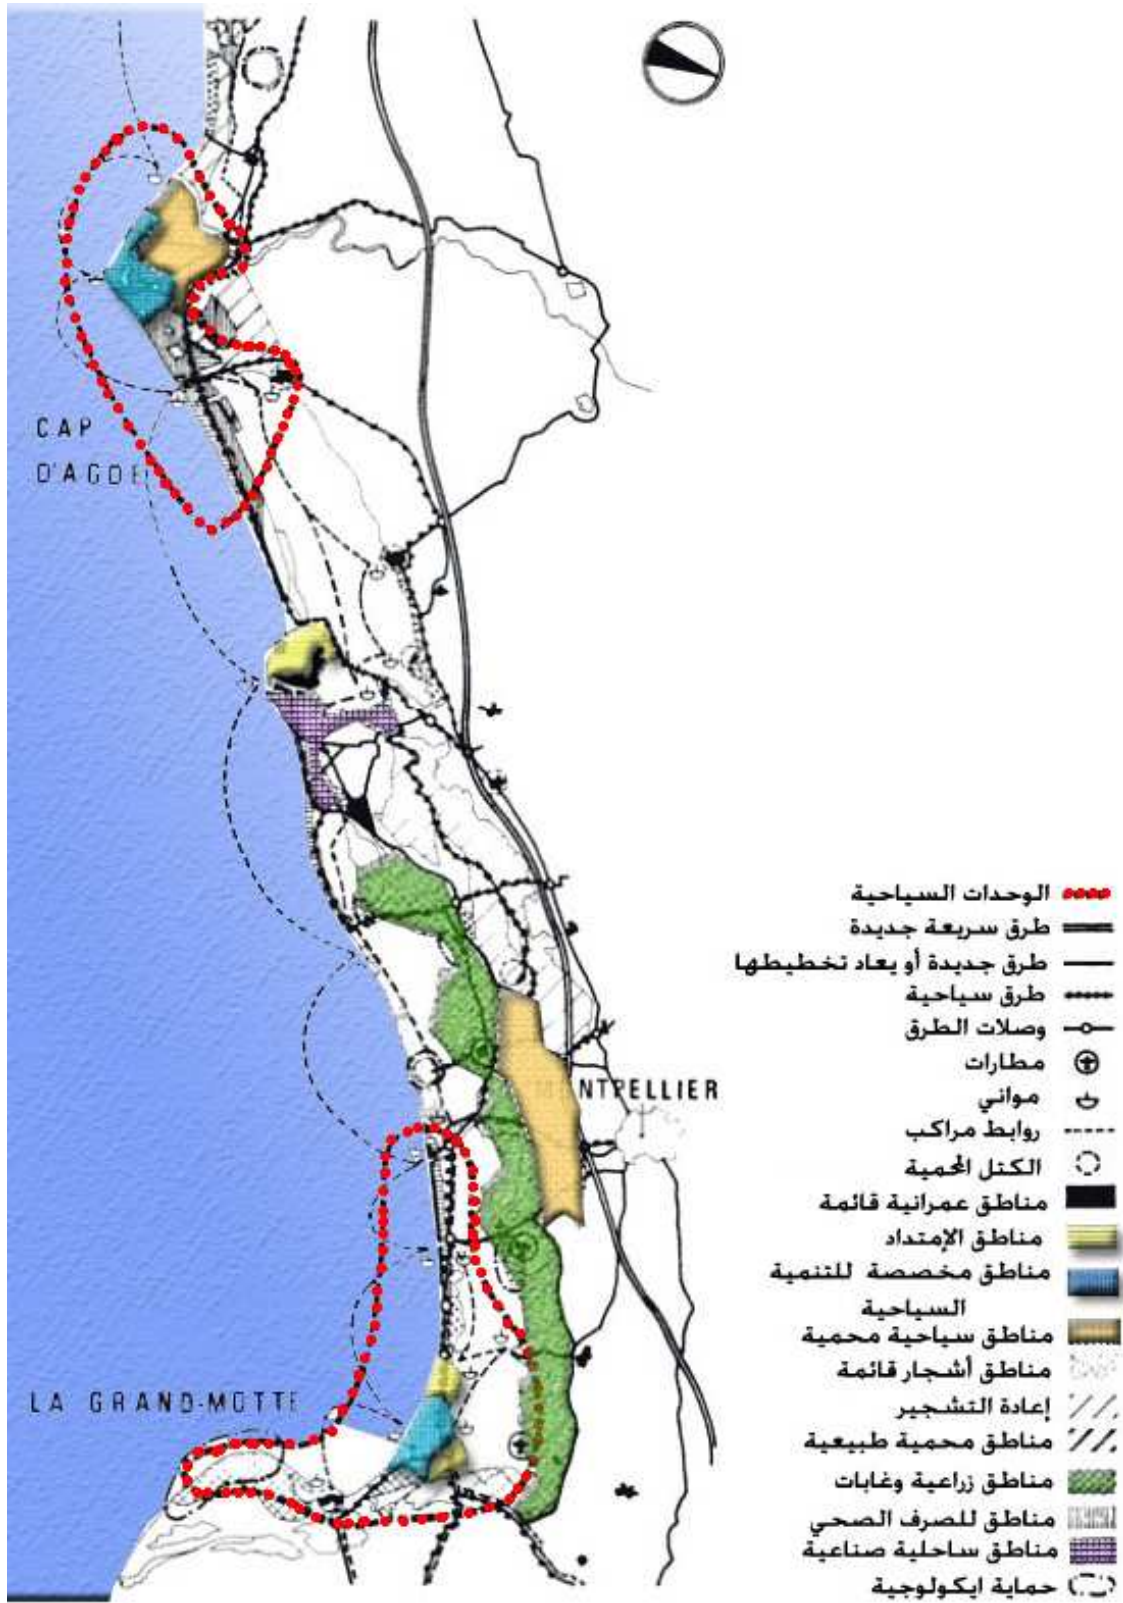 CAP
D'AGDE
الوحدات السياحية
طرق سريعة جديدة
طرق جديدة أو يعاد تخطيطها
طرق سياحية
وصلات الطرق
مطارات
MONTPELLIER
مواني
روابط مراكب
الكتل المحمية
مناطق عمرانية قائمة
مناطق الإمتداد
مناطق مخصصة للتنمية
السياحية
مناطق سياحية محمية
مناطق أشجار قائمة
LA GRAND-MOTTE
إعادة التشجير
مناطق محمية طبيعية
مناطق زراعية وغابات
مناطق للصرف الصحي
مناطق ساحلية صناعية
حماية ايكولوجية